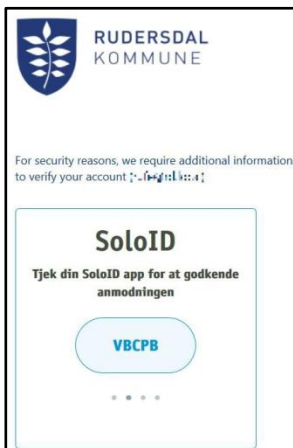 RUDERSDAL
KOMMUNE
For security reasons, we require additional information
to verify your account
SoloID
Tjek din SoloID app for at godkende
anmodningen
VBCPB